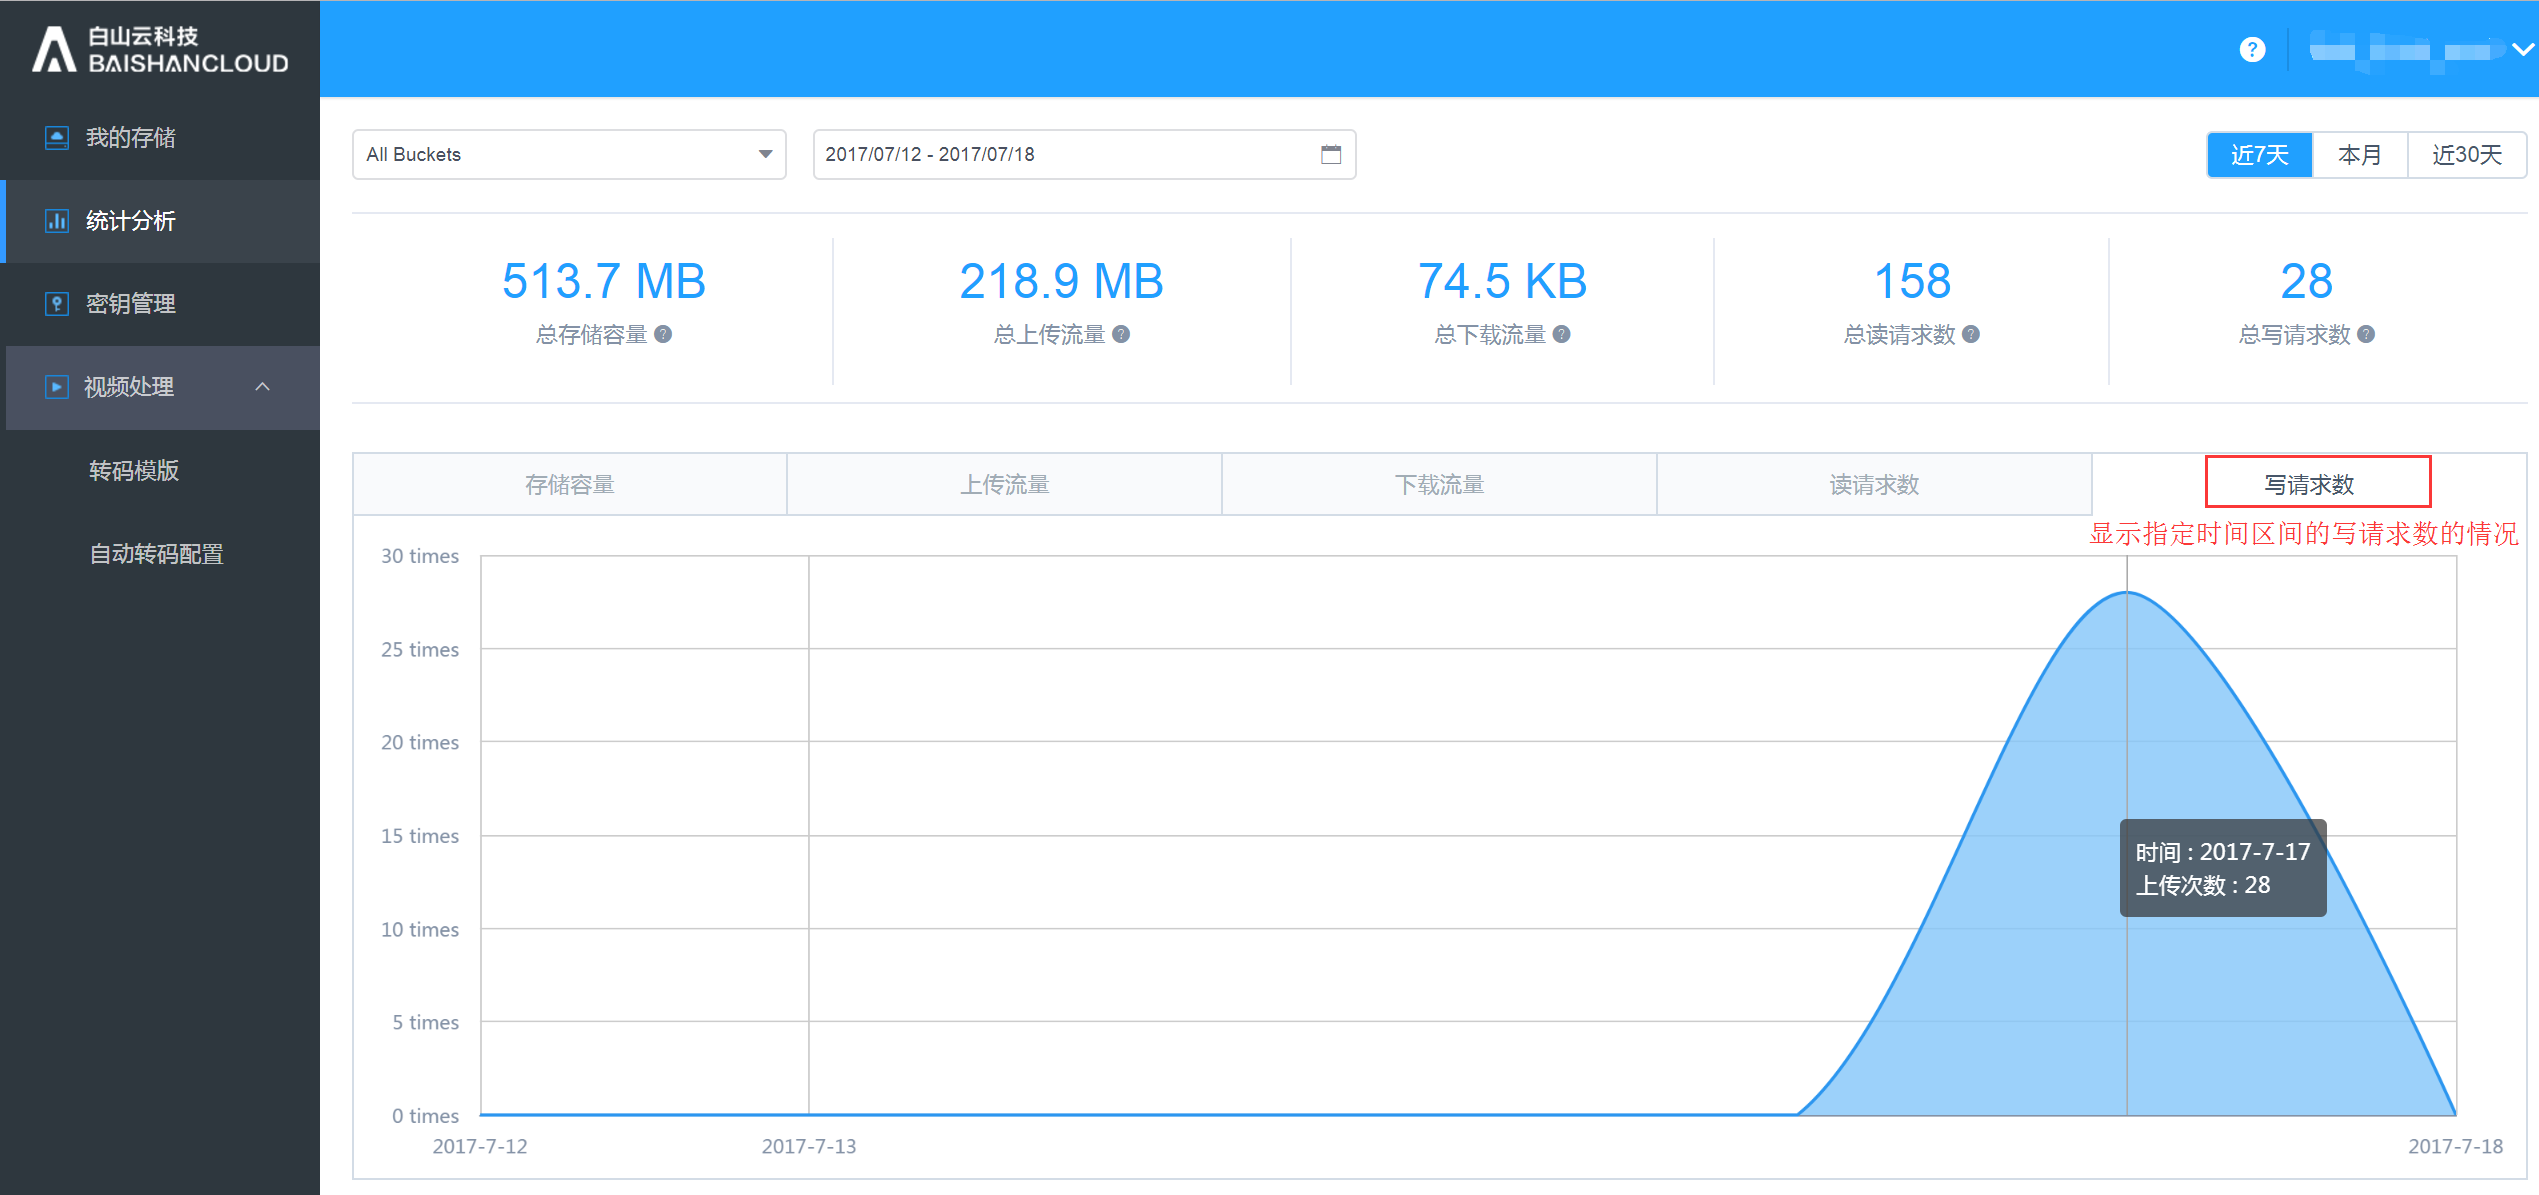 白山云科技
BAISHANCLOUD
我的存储
统计分析
密钥管理
视频处理
转码模版
自动转码配置
All Buckets
2017/07/12 - 2017/07/18
近7天
本月
近30天
513.7 MB
总存储容量
218.9 MB
总上传流量
74.5 KB
总下载流量
158
总读请求数
28
总写请求数
存储容量
上传流量
下载流量
读请求数
写请求数
显示指定时间区间的写请求数的情况
30 times
25 times
20 times
15 times
10 times
5 times
0 times
时间 : 2017-7-17
上传次数 : 28
2017-7-12
2017-7-13
2017-7-18